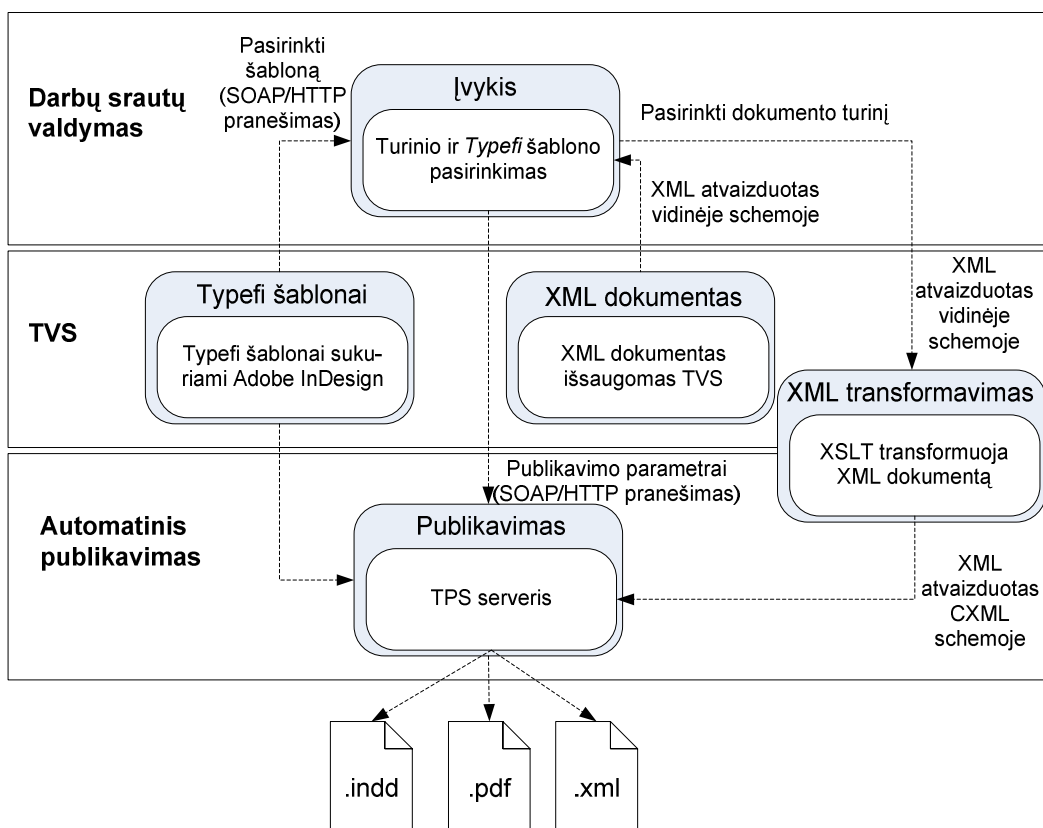 Darbų srautų
valdymas
Pasirinkti
šabloną
(SOAP/HTTP
pranešimas)
Įvykis
Turinio ir Typefi šablono
pasirinkimas
Pasirinkti dokumento turinį
XML atvaizduotas
vidinėje schemoje
TVS
Typefi šablonai
Typefi šablonai suku-
riami Adobe InDesign
XML dokumentas
XML dokumentas
išsaugomas TVS
XML
atvaizduotas
vidinėje
schemoje
XML transformavimas
XSLT transformuoja
XML dokumentą
Automatinis
publikavimas
Publikavimo parametrai
(SOAP/HTTP pranešimas)
Publikavimas
TPS serveris
XML
atvaizduotas
CXML
schemoje
.indd
.pdf
.xml